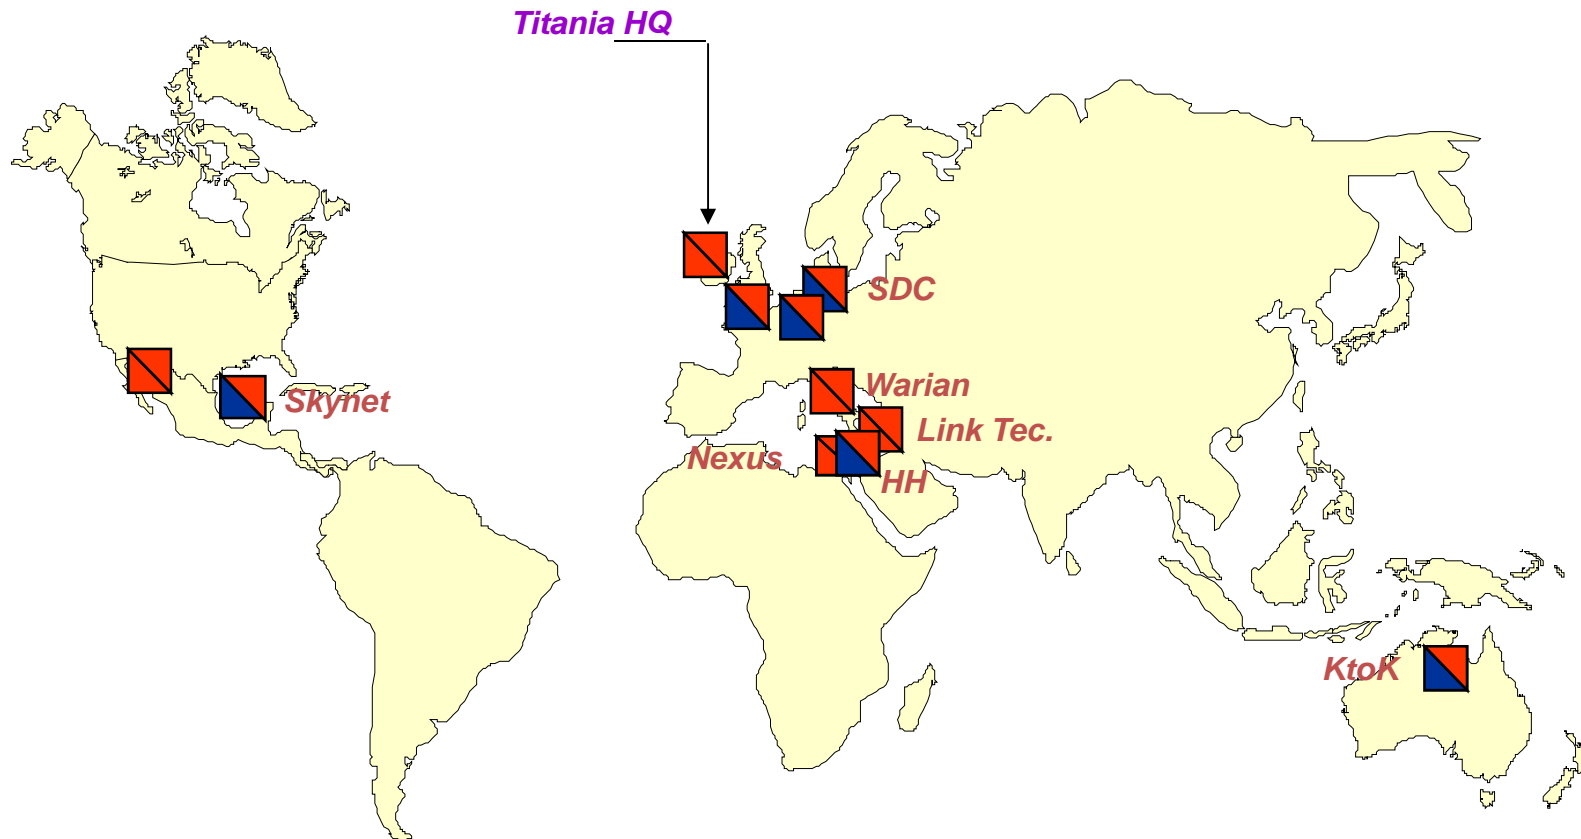 Titania HQ
SDC
Warian
Skynet
Link Tec.
Nexus
HH
KtoK